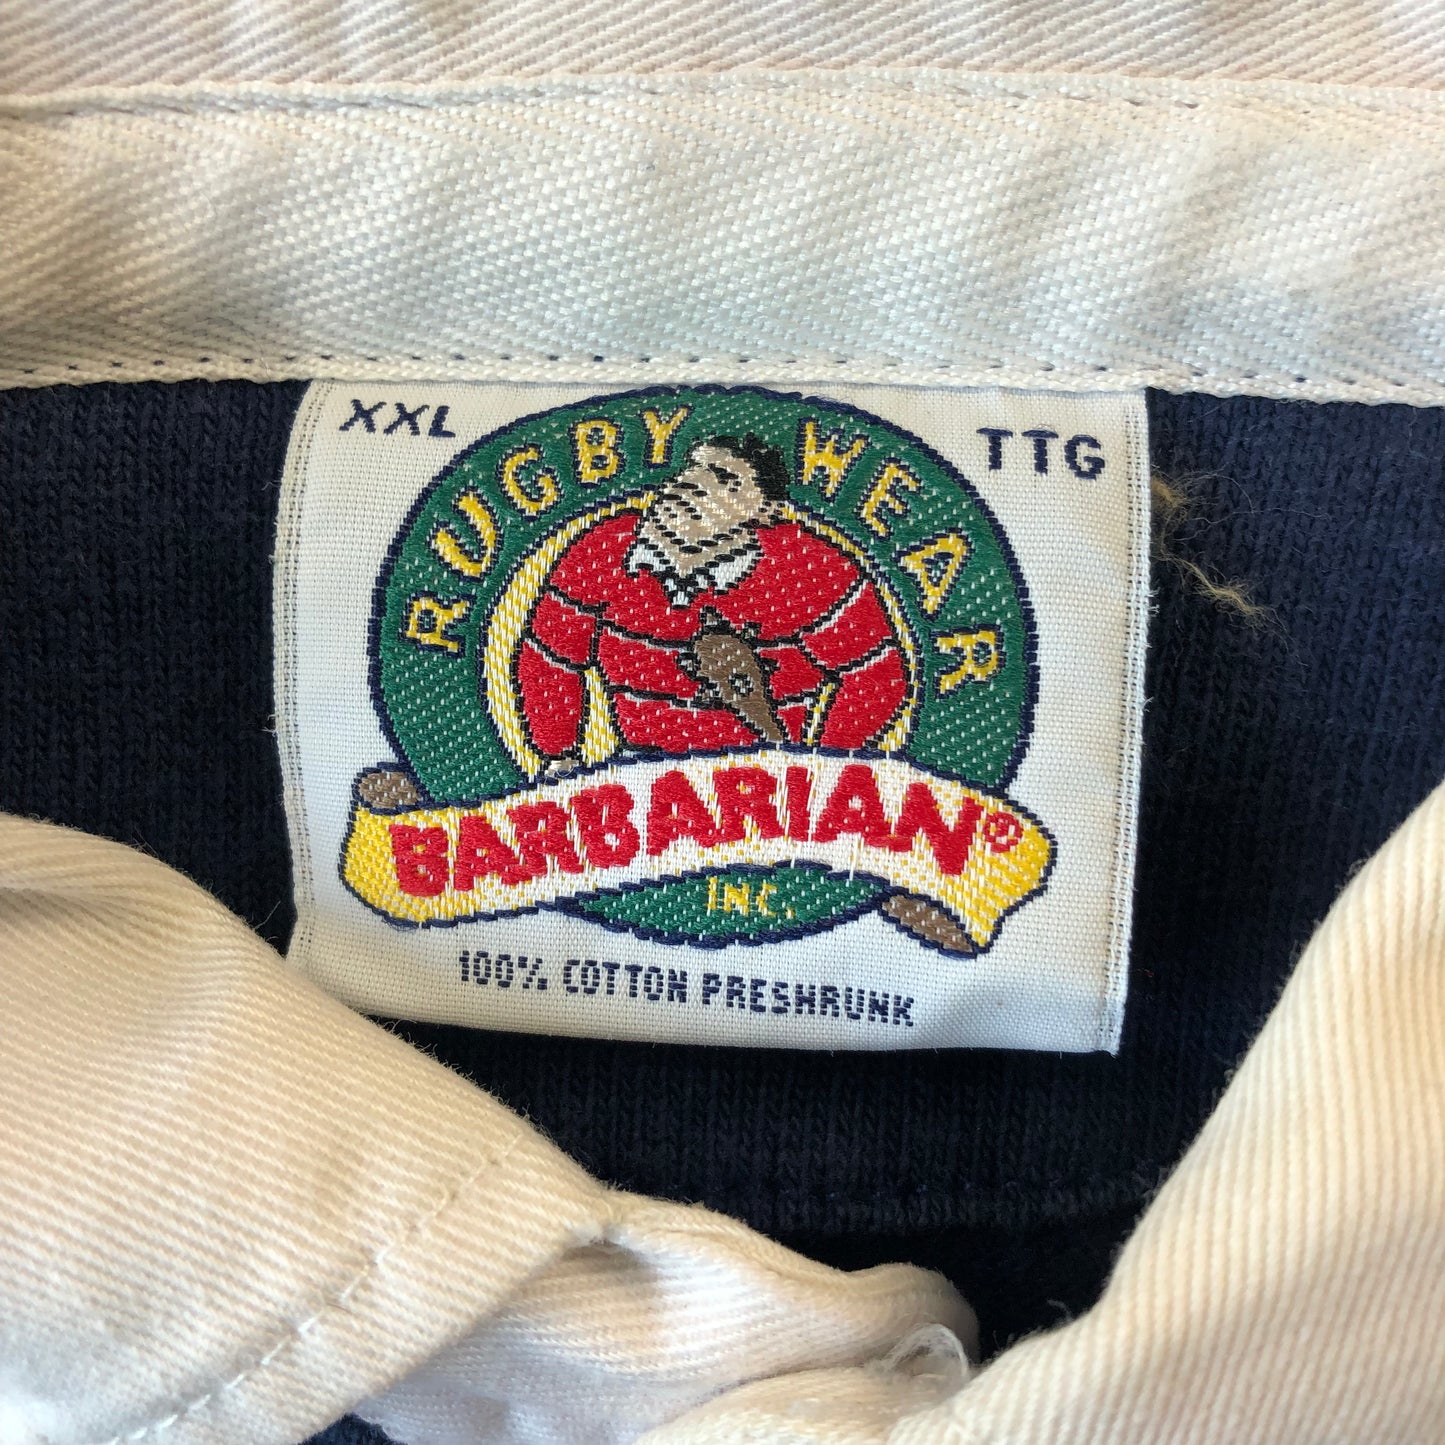 XXL
TTG
RUGBY WEAR
BARBARIAN®
INC.
100% COTTON PRESHRUNK